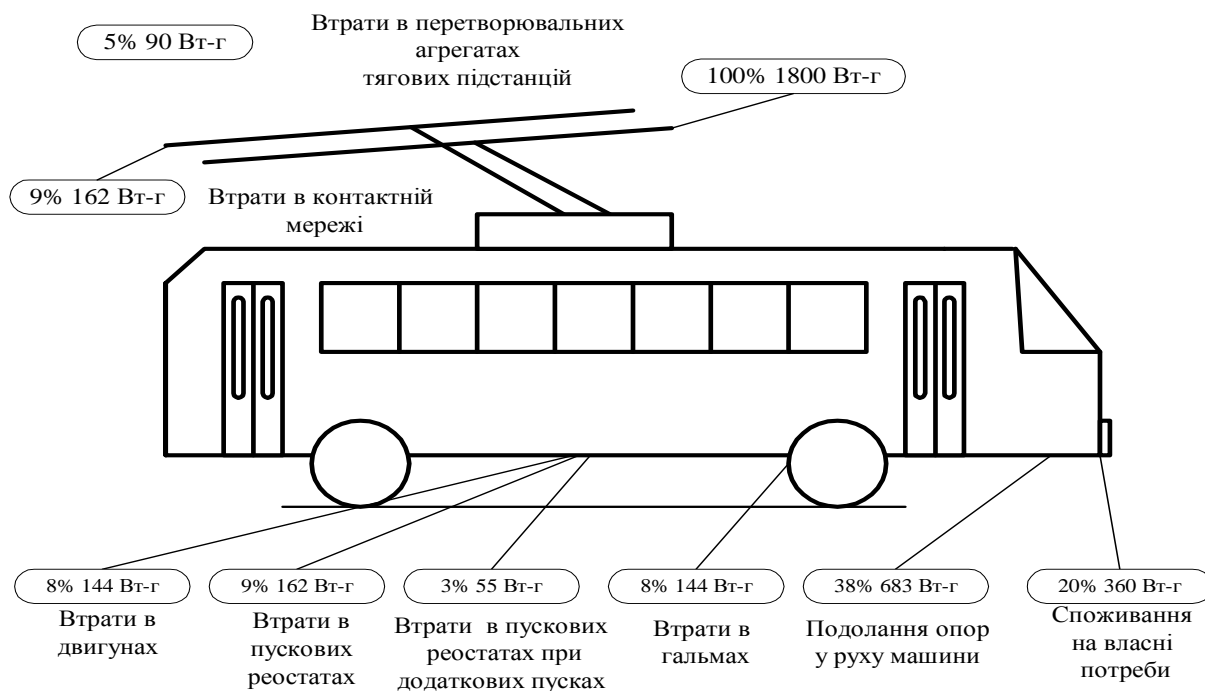 5% 90 Вт-г
Втрати в перетворювальних
агрегатах
тягових підстанцій
100% 1800 Вт-г
9% 162 Вт-г
Втрати в контактній
мережі
8% 144 Вт-г
Втрати в
двигунах
9% 162 Вт-г
Втрати в
пускових
реостатах
3% 55 Вт-г
Втрати в пускових
реостатах при
додаткових пусках
8% 144 Вт-г
Втрати в
гальмах
38% 683 Вт-г
Подолання опор
у руху машини
20% 360 Вт-г
Споживання
на власні
потреби